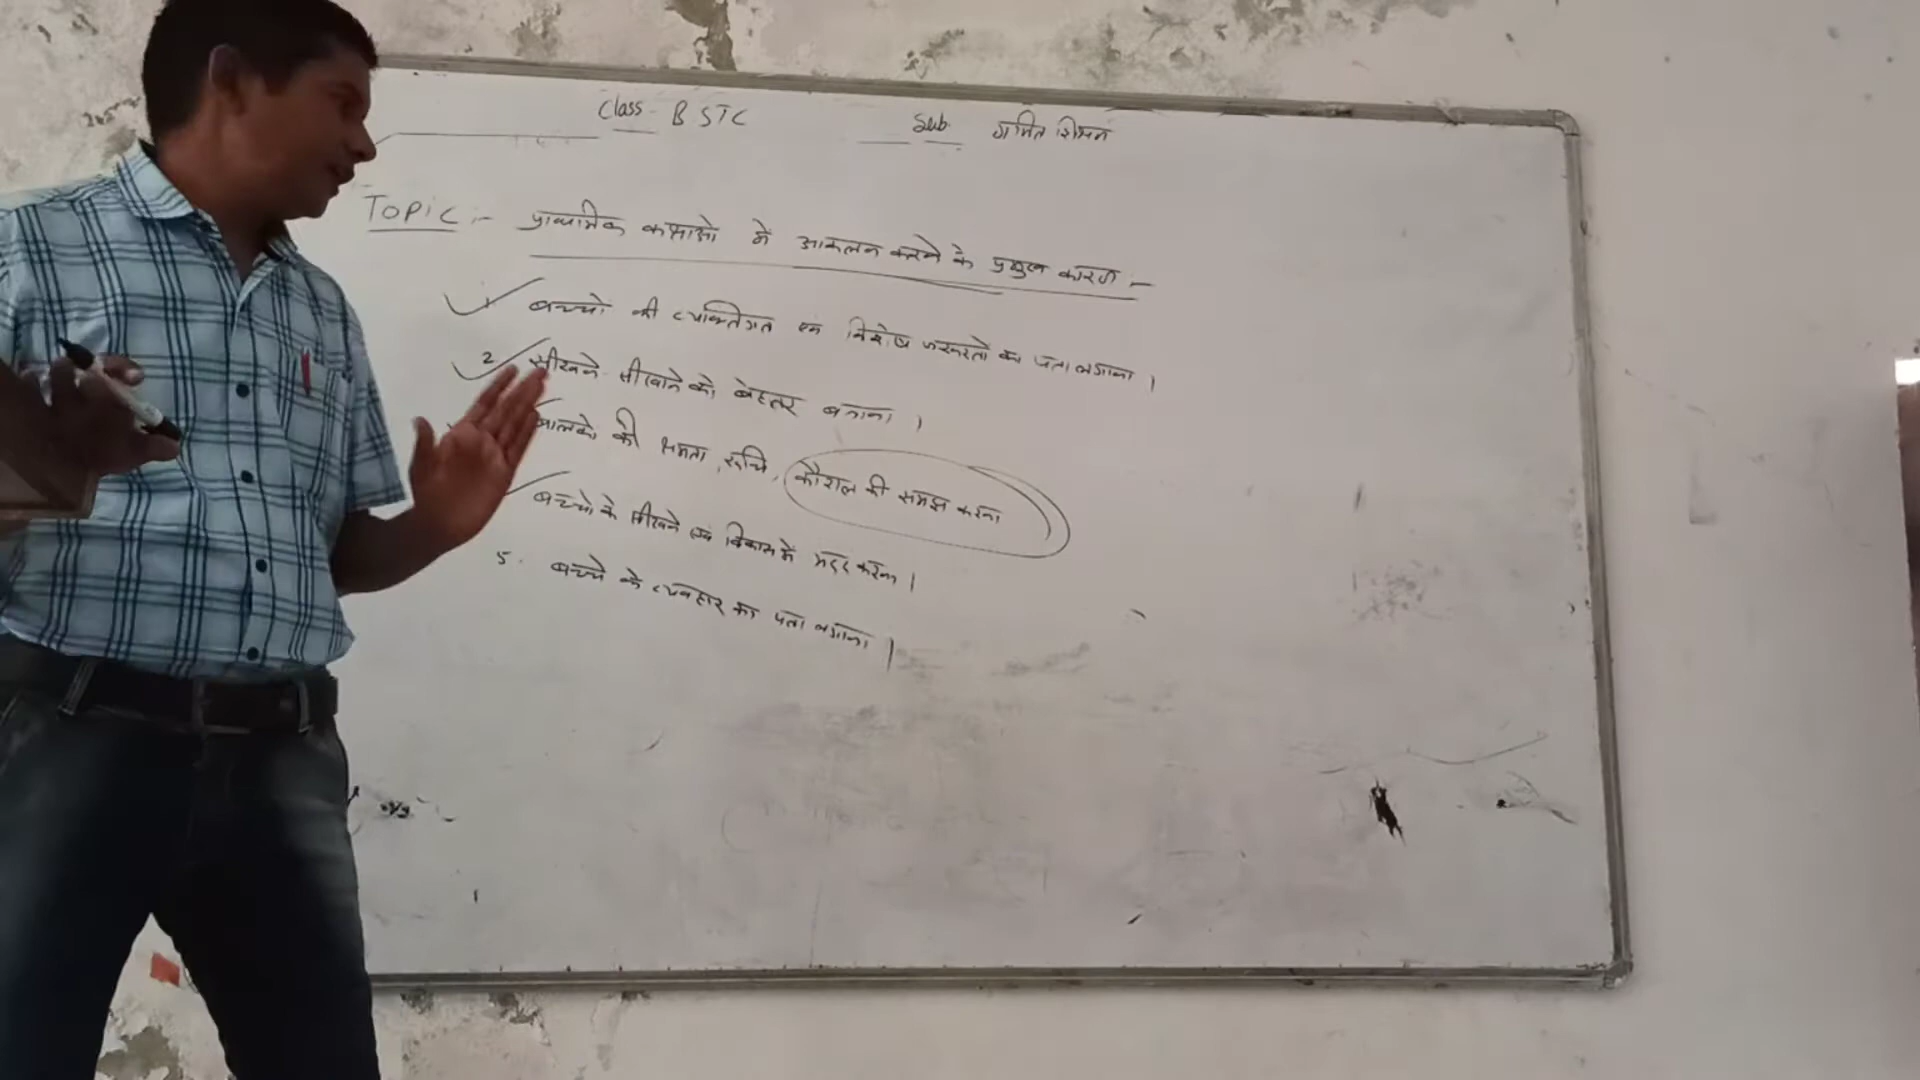 Class - B STC Sub गणित शिक्षण
TOPIC :- प्राथमिक कक्षाओ में आकलन करने के प्रमुख कारण :-
1 बच्चो की व्यक्तिगत एवं विशेष जरूरतो का पता लगाना ।
2 सीखने सीखाने को बेहतर बनाना ।
बालको की क्षमता, रूचि, कौशल की समझ करना
बच्चो के सीखने एवं विकास में मदद करना ।
5. बच्चे के व्यवहार का पता लगाना ।